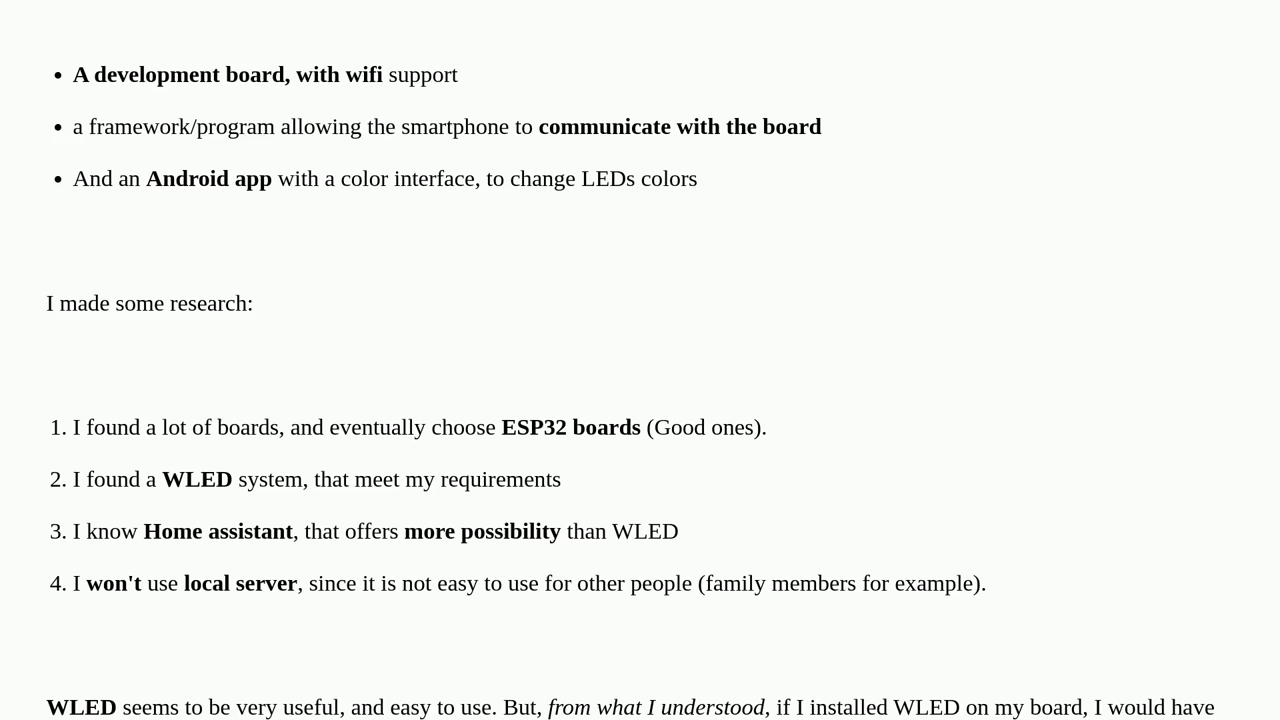 • A development board, with wifi support
• a framework/program allowing the smartphone to communicate with the board
• And an Android app with a color interface, to change LEDs colors
I made some research:
1. I found a lot of boards, and eventually choose ESP32 boards (Good ones).
2. I found a WLED system, that meet my requirements
3. I know Home assistant, that offers more possibility than WLED
4. I won't use local server, since it is not easy to use for other people (family members for example).
WLED seems to be very useful, and easy to use. But, from what I understood, if I installed WLED on my board, I would have